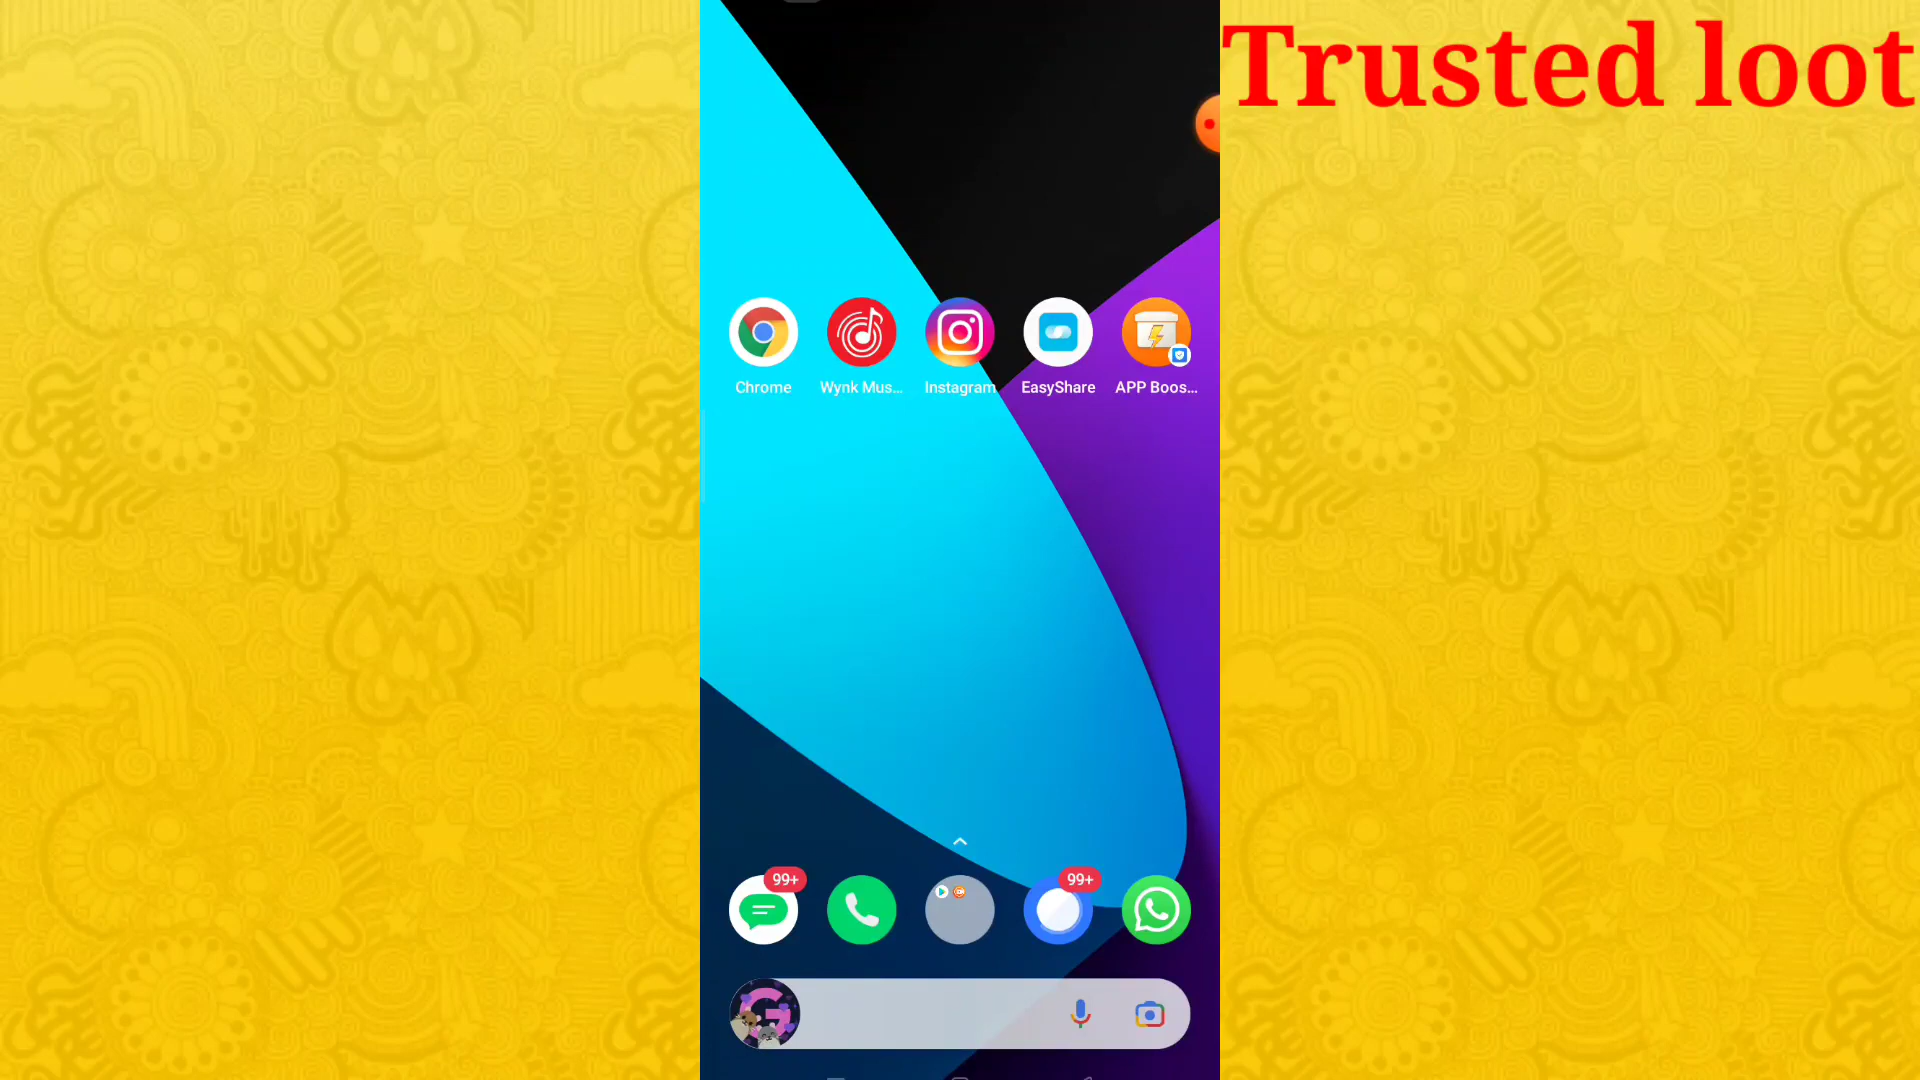 Trusted loot
Chrome
Wynk Mus...
Instagram
EasyShare
APP Boos...
99+
99+